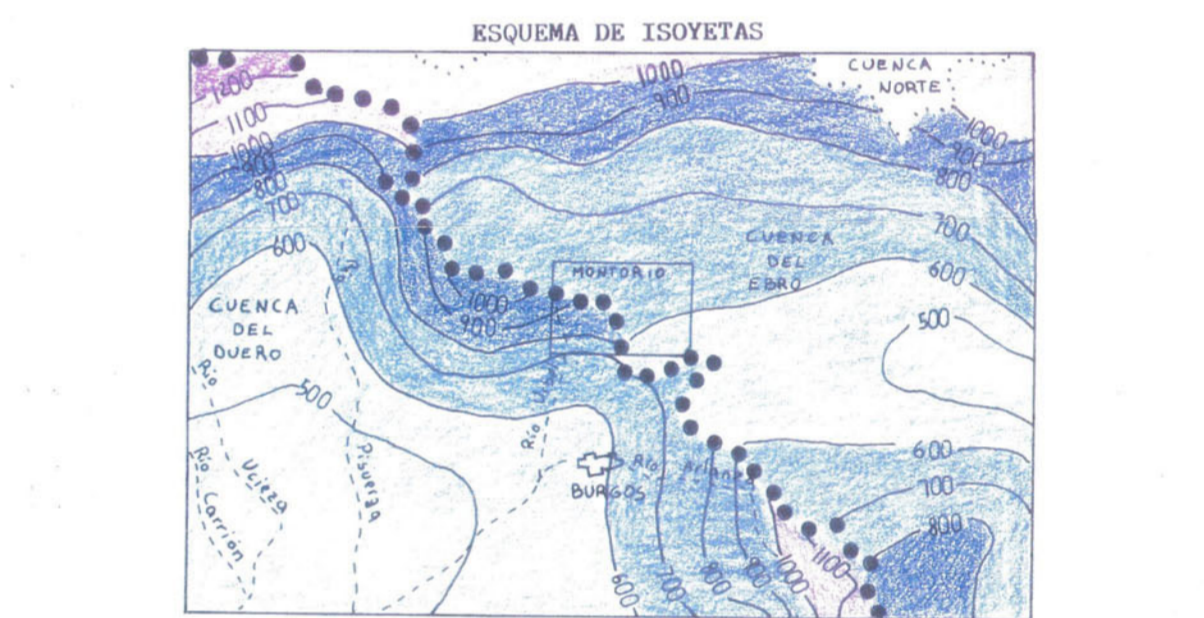 ESQUEMA DE ISOYETAS
CUENCA
NORTE
1200
1100
1000
900
800
700
600
1000
900
1000
900
800
700
600
CUENCA
DEL
EBRO
MONTORIO
1000
900
CUENCA
DEL
DUERO
500
500
Río
Río
Ucieza
Río
Carrión
Pisuerga
Río
BURGOS
Río Arlanzón
600
700
800
600
700
800
900
1000
1100